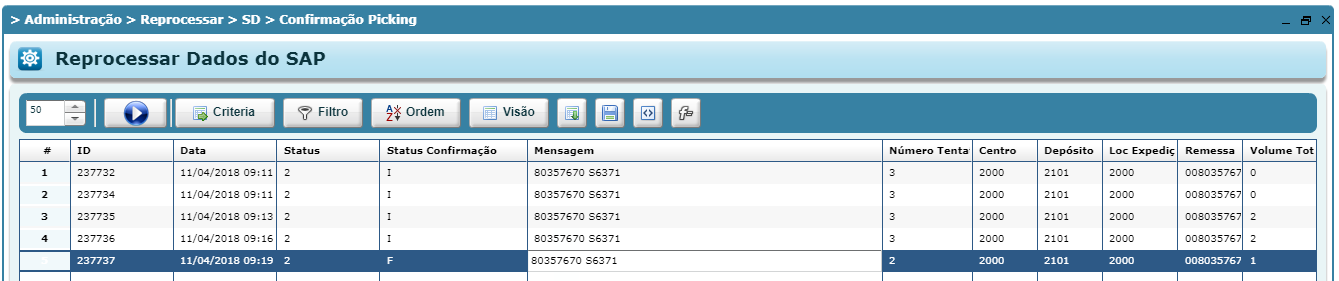 > Administração > Reprocessar > SD > Confirmação Picking
Reprocessar Dados do SAP
50 Criteria Filtro Ordem Visão
# ID Data Status Status Confirmação Mensagem Número Tenta Centro Depósito Loc Expediç Remessa Volume Tot
1 237732 11/04/2018 09:11 2 I 80357670 S6371 3 2000 2101 2000 008035767 0
2 237734 11/04/2018 09:11 2 I 80357670 S6371 3 2000 2101 2000 008035767 0
3 237735 11/04/2018 09:13 2 I 80357670 S6371 3 2000 2101 2000 008035767 2
4 237736 11/04/2018 09:16 2 I 80357670 S6371 3 2000 2101 2000 008035767 2
5 237737 11/04/2018 09:19 2 F 80357670 S6371 2 2000 2101 2000 008035767 1